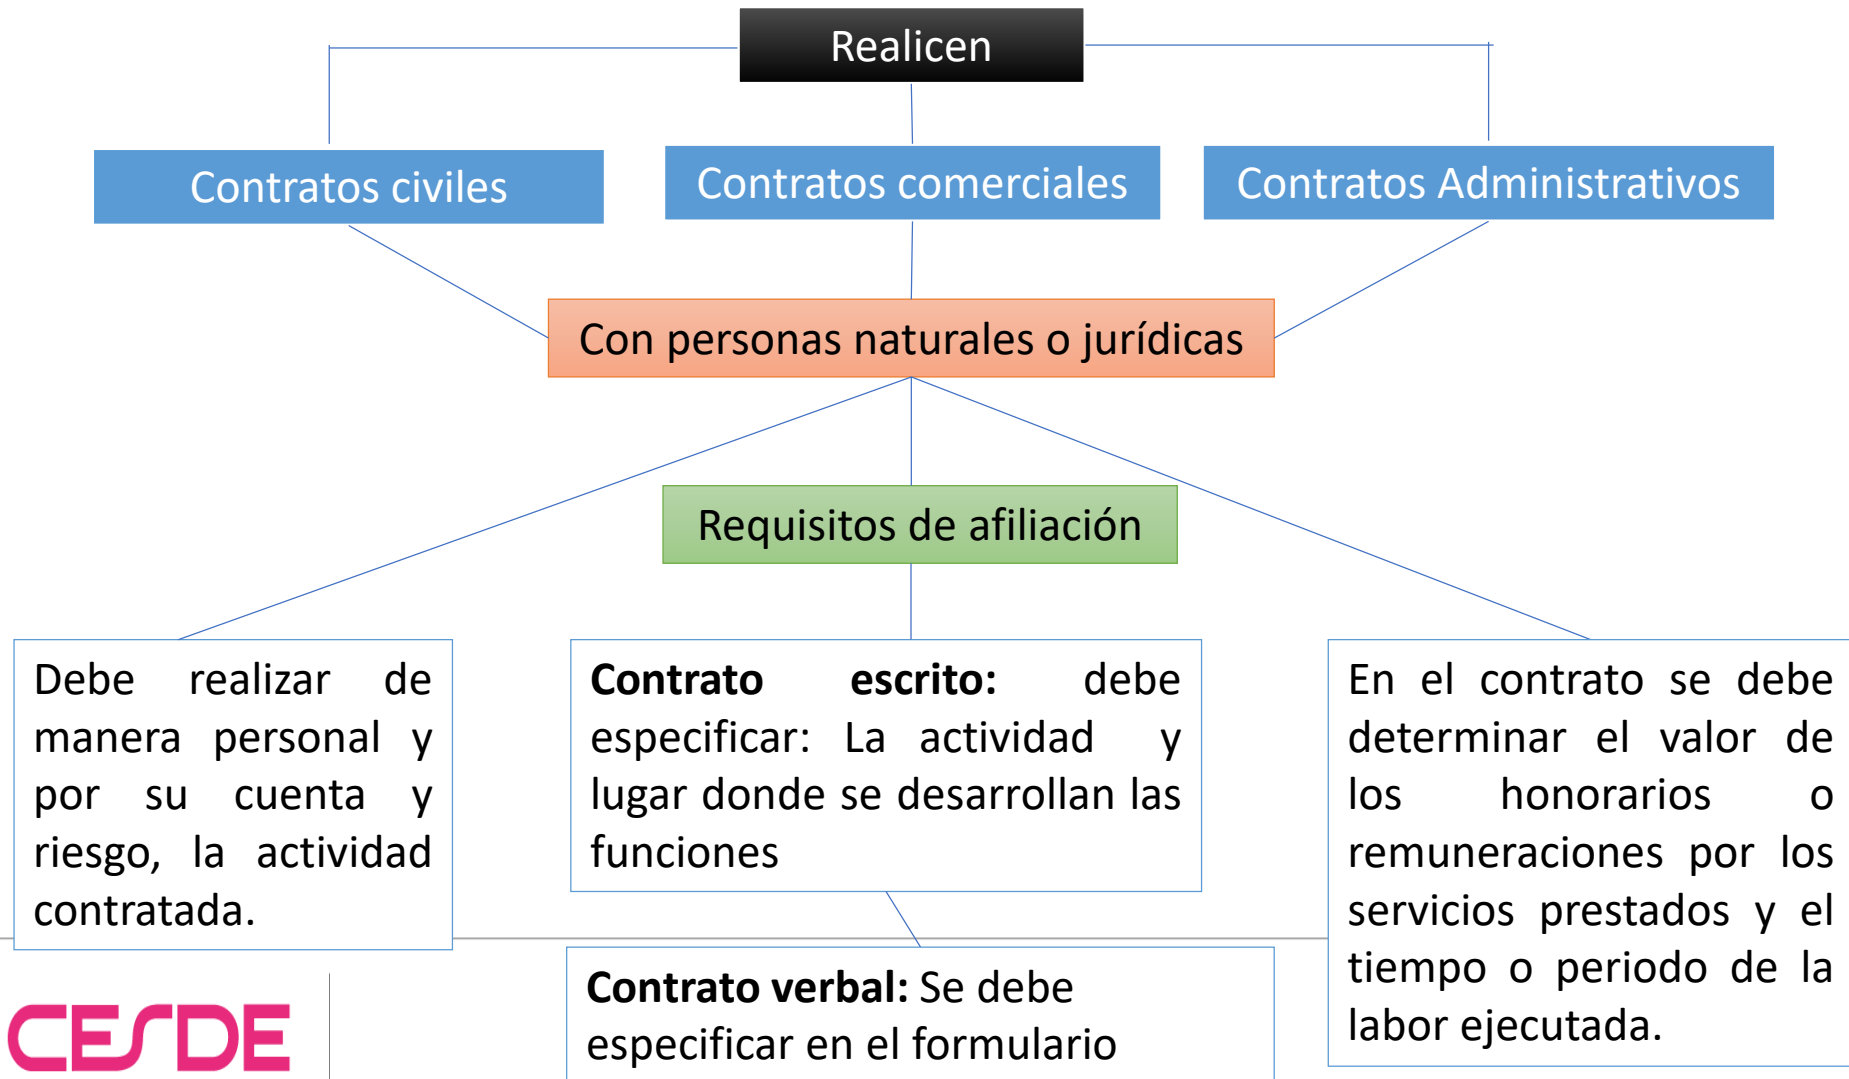 Realicen
Contratos civiles
Contratos comerciales
Contratos Administrativos
Con personas naturales o jurídicas
Requisitos de afiliación
Debe realizar de
manera personal y
por su cuenta y
riesgo, la actividad
contratada.
Contrato escrito: debe
especificar: La actividad y
lugar donde se desarrollan las
funciones
Contrato verbal: Se debe
especificar en el formulario
En el contrato se debe
determinar el valor de
los honorarios o
remuneraciones por los
servicios prestados y el
tiempo o periodo de la
labor ejecutada.
CESDE